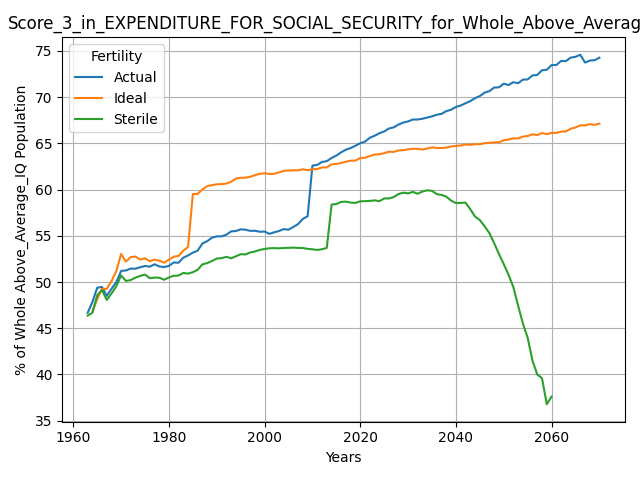 Score_3_in_EXPENDITURE_FOR_SOCIAL_SECURITY_for_Whole_Above_Averag
Fertility
Actual
Ideal
Sterile
% of Whole Above_Average_IQ Population
75
70
65
60
55
50
45
40
35
1960 1980 2000 2020 2040 2060
Years